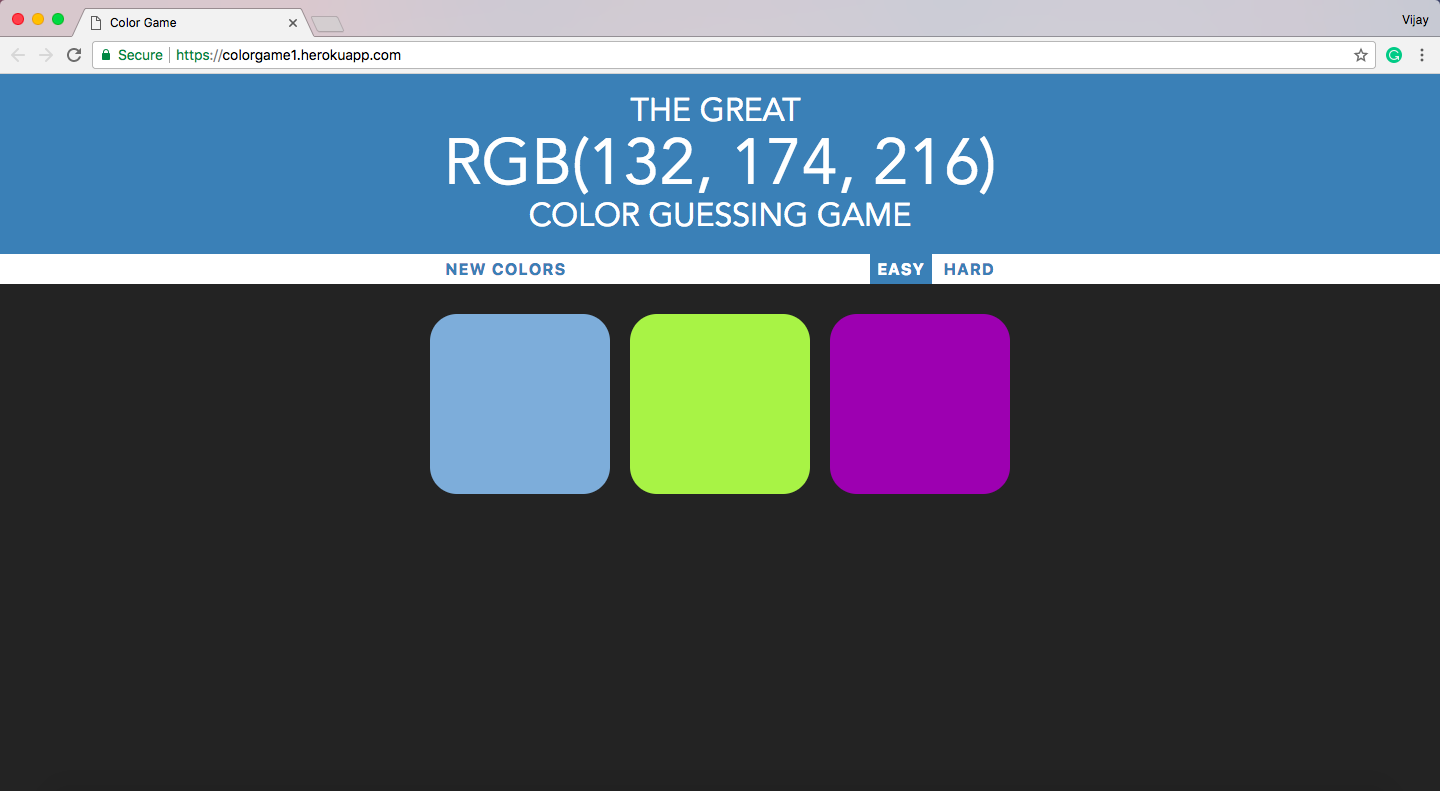 Color Game
Vijay
Secure
https://colorgame1.herokuapp.com
THE GREAT
RGB(132, 174, 216)
COLOR GUESSING GAME
NEW COLORS EASY HARD